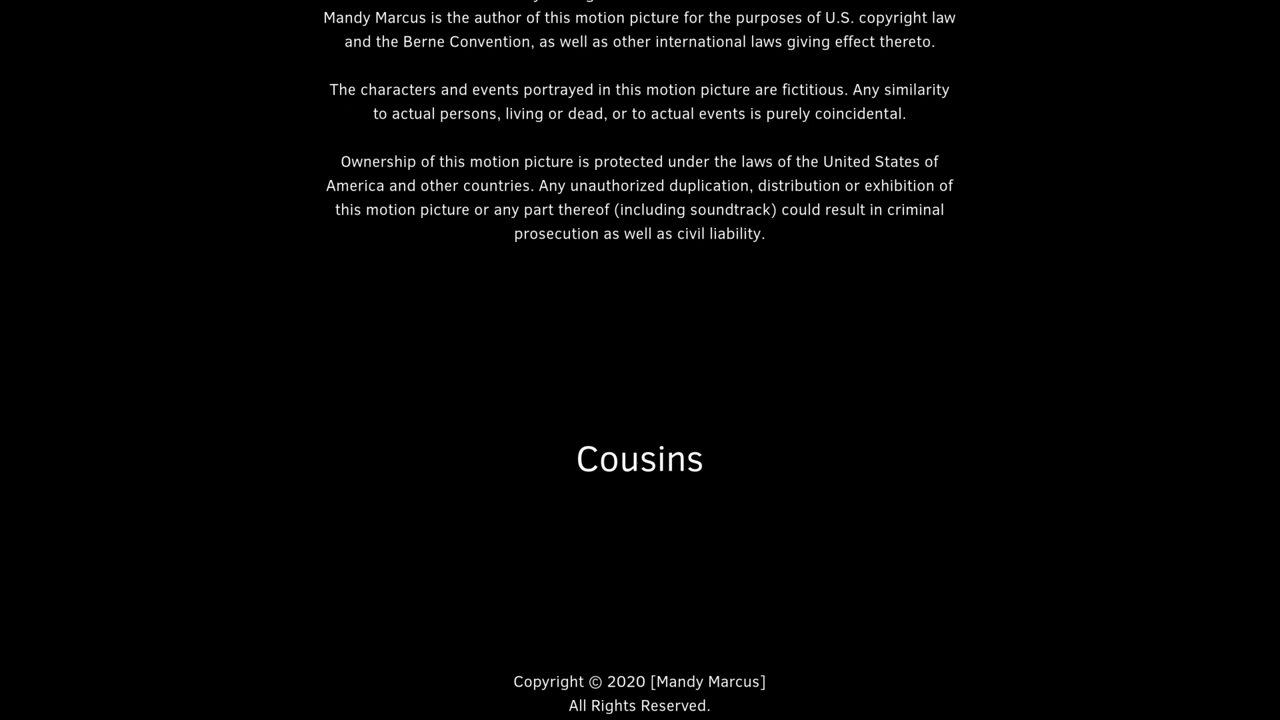 Mandy Marcus is the author of this motion picture for the purposes of U.S. copyright law
and the Berne Convention, as well as other international laws giving effect thereto.
The characters and events portrayed in this motion picture are fictitious. Any similarity
to actual persons, living or dead, or to actual events is purely coincidental.
Ownership of this motion picture is protected under the laws of the United States of
America and other countries. Any unauthorized duplication, distribution or exhibition of
this motion picture or any part thereof (including soundtrack) could result in criminal
prosecution as well as civil liability.
Cousins
Copyright © 2020 [Mandy Marcus]
All Rights Reserved.